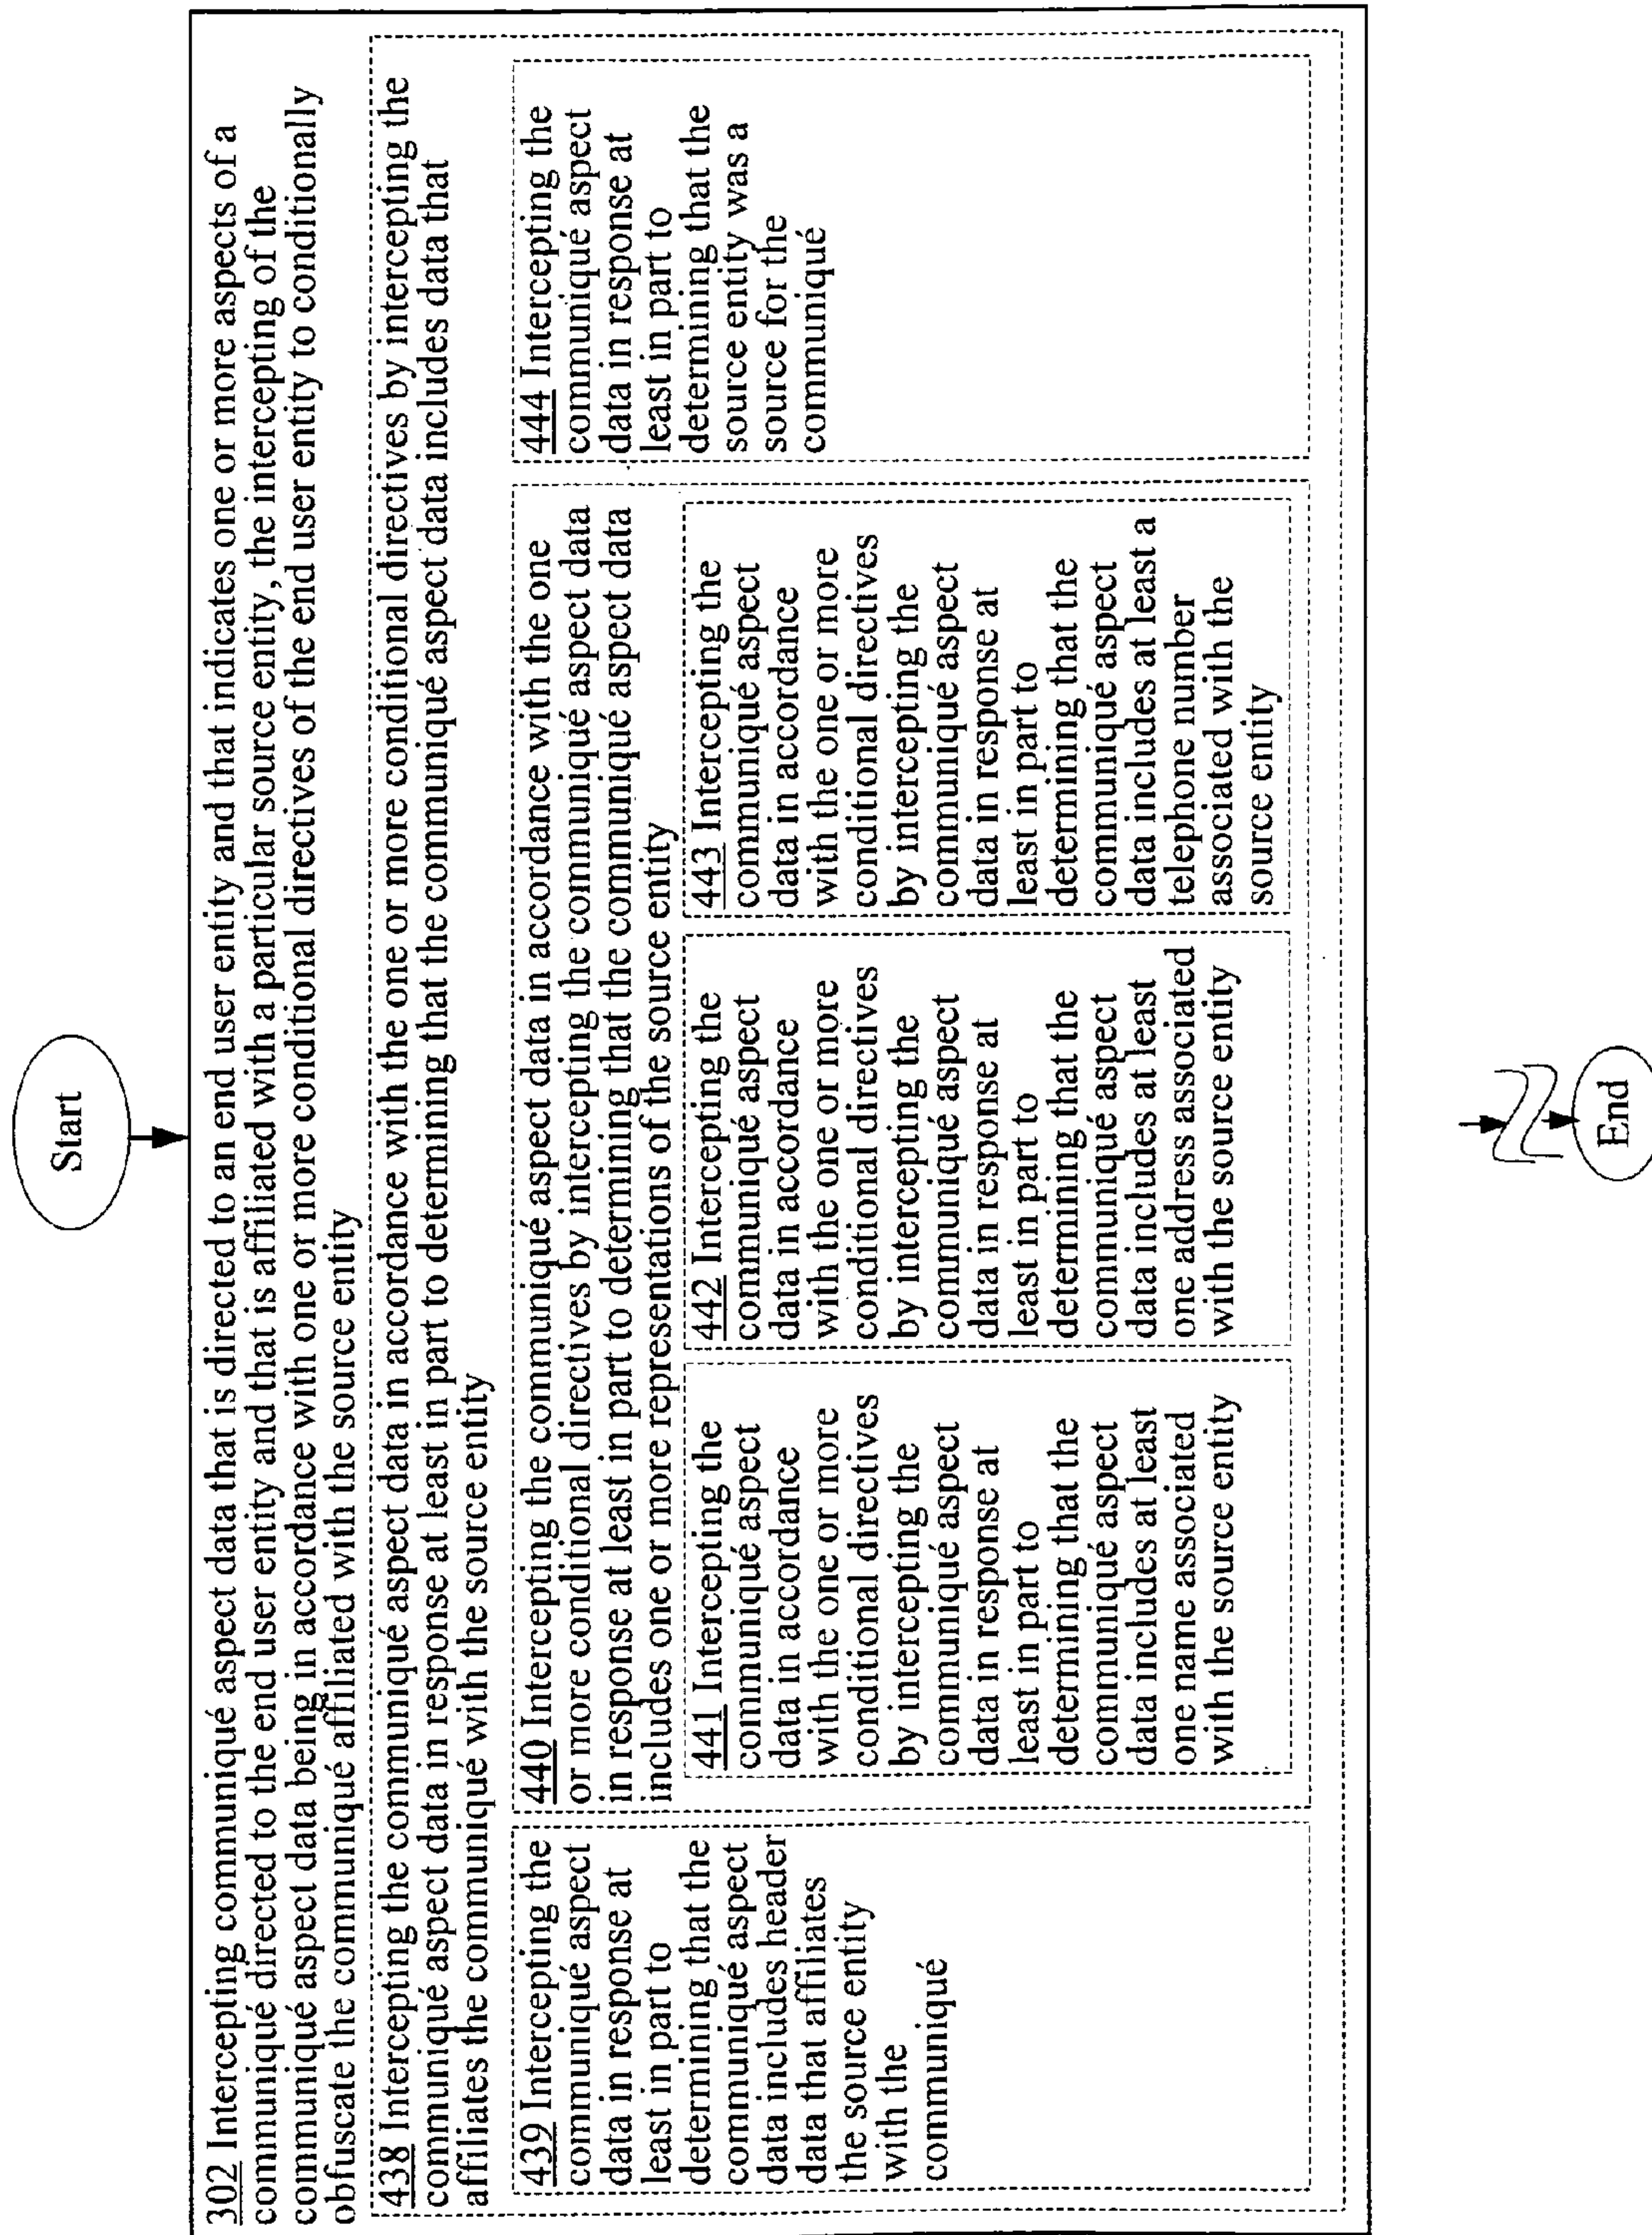 Start
302 Intercepting communiqué aspect data that is directed to an end user entity and that indicates one or more aspects of a
communiqué directed to the end user entity and that is affiliated with a particular source entity, the intercepting of the
communiqué aspect data being in accordance with one or more conditional directives of the end user entity to conditionally
obfuscate the communiqué affiliated with the source entity
438 Intercepting the communiqué aspect data in accordance with the one or more conditional directives by intercepting the
communiqué aspect data in response at least in part to determining that the communiqué aspect data includes data that
affiliates the communiqué with the source entity
439 Intercepting the
communiqué aspect
data in response at
least in part to
determining that the
communiqué aspect
data includes header
data that affiliates
the source entity
with the
communiqué
440 Intercepting the communiqué aspect data in accordance with the one
or more conditional directives by intercepting the communiqué aspect data
in response at least in part to determining that the communiqué aspect data
includes one or more representations of the source entity
441 Intercepting the
communiqué aspect
data in accordance
with the one or more
conditional directives
by intercepting the
communiqué aspect
data in response at
least in part to
determining that the
communiqué aspect
data includes at least
one name associated
with the source entity
442 Intercepting the
communiqué aspect
data in accordance
with the one or more
conditional directives
by intercepting the
communiqué aspect
data in response at
least in part to
determining that the
communiqué aspect
data includes at least
one address associated
with the source entity
443 Intercepting the
communiqué aspect
data in accordance
with the one or more
conditional directives
by intercepting the
communiqué aspect
data in response at
least in part to
determining that the
communiqué aspect
data includes at least a
telephone number
associated with the
source entity
444 Intercepting the
communiqué aspect
data in response at
least in part to
determining that the
source entity was a
source for the
communiqué
End